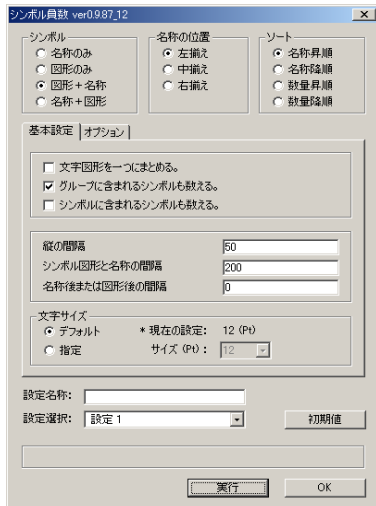 シンボル員数 ver0.9.87_12
シンボル 名称の位置 ソート
名称のみ 左揃え 名称昇順
図形のみ 中揃え 名称降順
図形＋名称 右揃え 数量昇順
名称＋図形 数量降順
基本設定 オプション
文字図形を一つにまとめる。
グループに含まれるシンボルも数える。
シンボルに含まれるシンボルも数える。
縦の間隔 50
シンボル図形と名称の間隔 200
名称後または図形後の間隔 0
文字サイズ
デフォルト ＊現在の設定: 12 (Pt)
指定 サイズ (Pt) : 12
設定名称:
設定選択: 設定 1 初期値
実行 OK